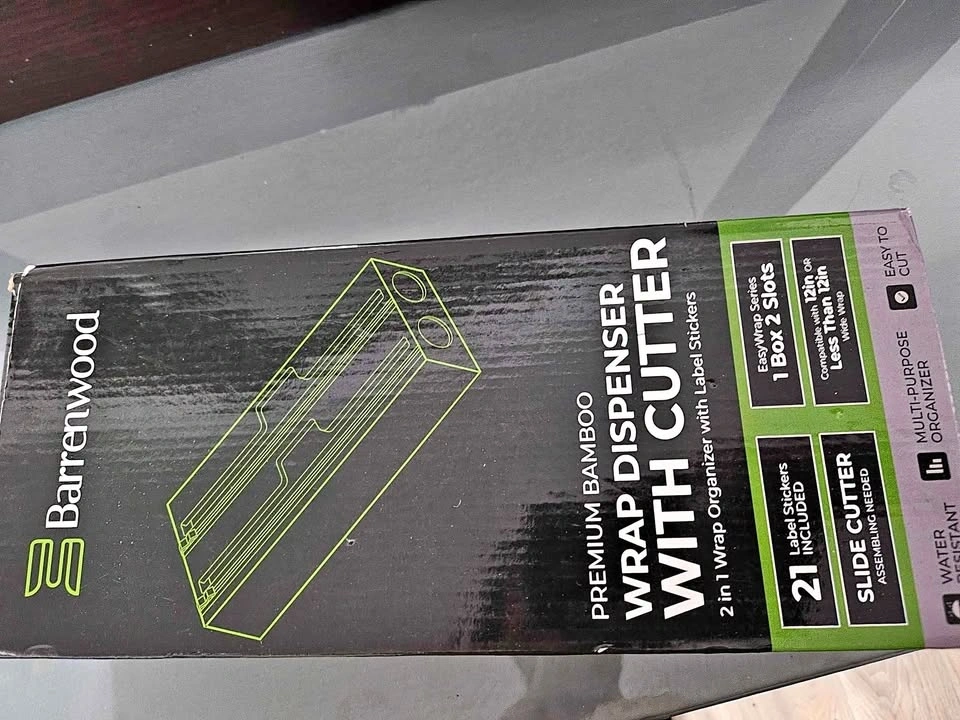 Barrenwood
PREMIUM BAMBOO
WRAP DISPENSER
WITH CUTTER
2 in 1 Wrap Organizer with Label Stickers
21 Label Stickers
INCLUDED
EasyWrap Series
1 Box 2 Slots
SLIDE CUTTER
ASSEMBLING NEEDED
Compatible with 12in OR
Less Than 12in
Wide Wrap
WATER
RESISTANT
MULTI-PURPOSE
ORGANIZER
EASY TO
CUT